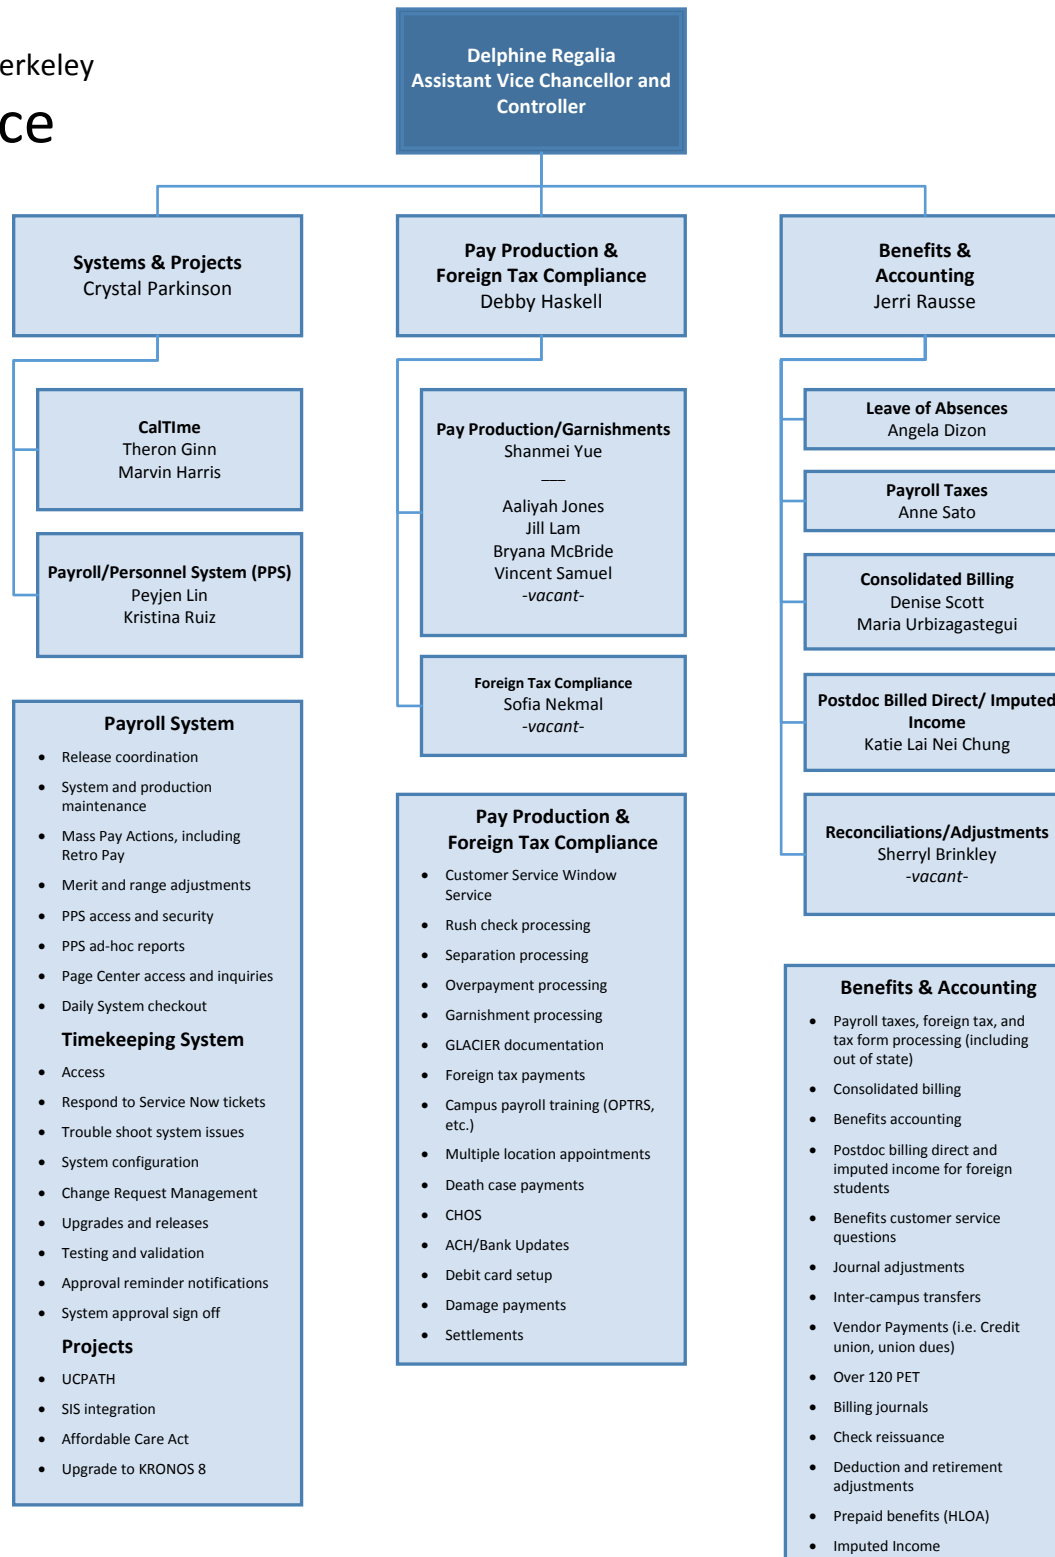 erkeley
ce
Delphine Regalia
Assistant Vice Chancellor and
Controller
Systems & Projects
Crystal Parkinson
CalTIme
Theron Ginn
Marvin Harris
Payroll/Personnel System (PPS)
Peyjen Lin
Kristina Ruiz
Payroll System
• Release coordination
• System and production
maintenance
• Mass Pay Actions, including
Retro Pay
• Merit and range adjustments
• PPS access and security
• PPS ad-hoc reports
• Page Center access and inquiries
• Daily System checkout
Timekeeping System
• Access
• Respond to Service Now tickets
• Trouble shoot system issues
• System configuration
• Change Request Management
• Upgrades and releases
• Testing and validation
• Approval reminder notifications
• System approval sign off
Projects
• UCPATH
• SIS integration
• Affordable Care Act
• Upgrade to KRONOS 8
Pay Production &
Foreign Tax Compliance
Debby Haskell
Pay Production/Garnishments
Shanmei Yue
___
Aaliyah Jones
Jill Lam
Bryana McBride
Vincent Samuel
-vacant-
Foreign Tax Compliance
Sofia Nekmal
-vacant-
Pay Production &
Foreign Tax Compliance
• Customer Service Window
Service
• Rush check processing
• Separation processing
• Overpayment processing
• Garnishment processing
• GLACIER documentation
• Foreign tax payments
• Campus payroll training (OPTRS,
etc.)
• Multiple location appointments
• Death case payments
• CHOS
• ACH/Bank Updates
• Debit card setup
• Damage payments
• Settlements
Benefits &
Accounting
Jerri Rausse
Leave of Absences
Angela Dizon
Payroll Taxes
Anne Sato
Consolidated Billing
Denise Scott
Maria Urbizagastegui
Postdoc Billed Direct/ Imputed
Income
Katie Lai Nei Chung
Reconciliations/Adjustments
Sherryl Brinkley
-vacant-
Benefits & Accounting
• Payroll taxes, foreign tax, and
tax form processing (including
out of state)
• Consolidated billing
• Benefits accounting
• Postdoc billing direct and
imputed income for foreign
students
• Benefits customer service
questions
• Journal adjustments
• Inter-campus transfers
• Vendor Payments (i.e. Credit
union, union dues)
• Over 120 PET
• Billing journals
• Check reissuance
• Deduction and retirement
adjustments
• Prepaid benefits (HLOA)
• Imputed Income